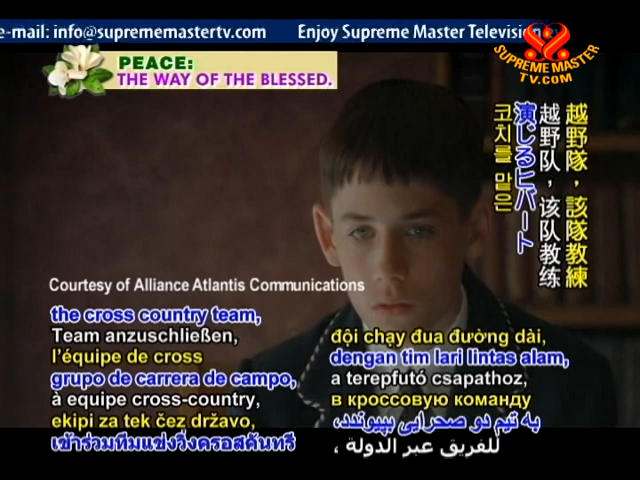 e-mail: info@suprememastertv.com Enjoy Supreme Master Television
SUPREME MASTER
TV.COM
PEACE:
THE WAY OF THE BLESSED.
越野隊，該隊教練
越野队，该队教练
演じるヒバート
코치를 맡은
Courtesy of Alliance Atlantis Communications
the cross country team,
Team anzuschließen,
l'équipe de cross
grupo de carrera de campo,
à equipe cross-country,
ekipi za tek čez državo,
เข้าร่วมทีมแข่งวิ่งครอสคันทรี
đội chạy đua đường dài,
dengan tim lari lintas alam,
a terepfutó csapathoz,
в кроссовую команду
به تیم دو صحرایی بپیوندد،
للفريق عبر الدولة ،